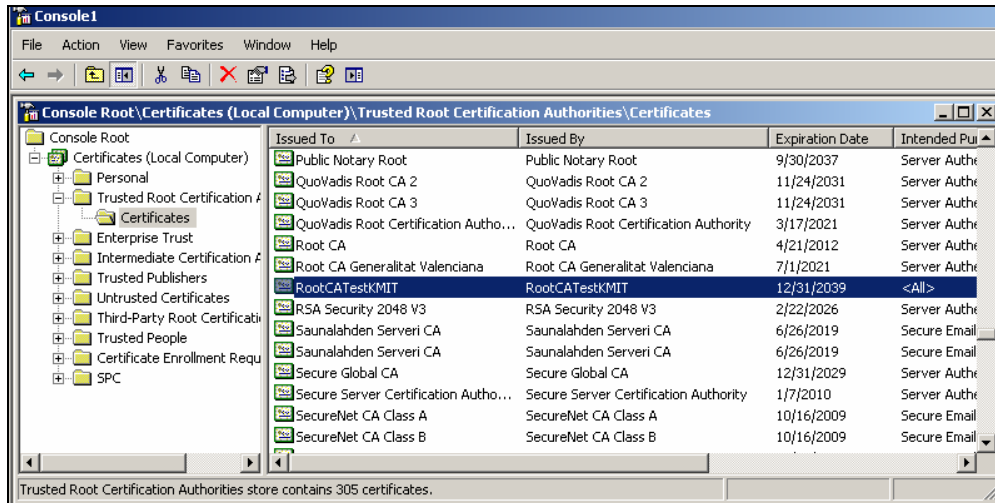 Console1
File Action View Favorites Window Help
Console Root\Certificates (Local Computer)\Trusted Root Certification Authorities\Certificates
Console Root
Certificates (Local Computer)
Personal
Trusted Root Certification A
Certificates
Enterprise Trust
Intermediate Certification A
Trusted Publishers
Untrusted Certificates
Third-Party Root Certificati
Trusted People
Certificate Enrollment Requ
SPC
Issued To Issued By Expiration Date Intended Pur
Public Notary Root Public Notary Root 9/30/2037 Server Authe
QuoVadis Root CA 2 QuoVadis Root CA 2 11/24/2031 Server Authe
QuoVadis Root CA 3 QuoVadis Root CA 3 11/24/2031 Server Authe
QuoVadis Root Certification Autho... QuoVadis Root Certification Authority 3/17/2021 Server Authe
Root CA Root CA 4/21/2012 Server Authe
Root CA Generalitat Valenciana Root CA Generalitat Valenciana 7/1/2021 Server Authe
RootCATestKMIT RootCATestKMIT 12/31/2039 <All>
RSA Security 2048 V3 RSA Security 2048 V3 2/22/2026 Server Authe
Saunalahden Serveri CA Saunalahden Serveri CA 6/26/2019 Secure Email
Saunalahden Serveri CA Saunalahden Serveri CA 6/26/2019 Secure Email
Secure Global CA Secure Global CA 12/31/2029 Server Authe
Secure Server Certification Autho... Secure Server Certification Authority 1/7/2010 Server Authe
SecureNet CA Class A SecureNet CA Class A 10/16/2009 Secure Email
SecureNet CA Class B SecureNet CA Class B 10/16/2009 Secure Email
Trusted Root Certification Authorities store contains 305 certificates.